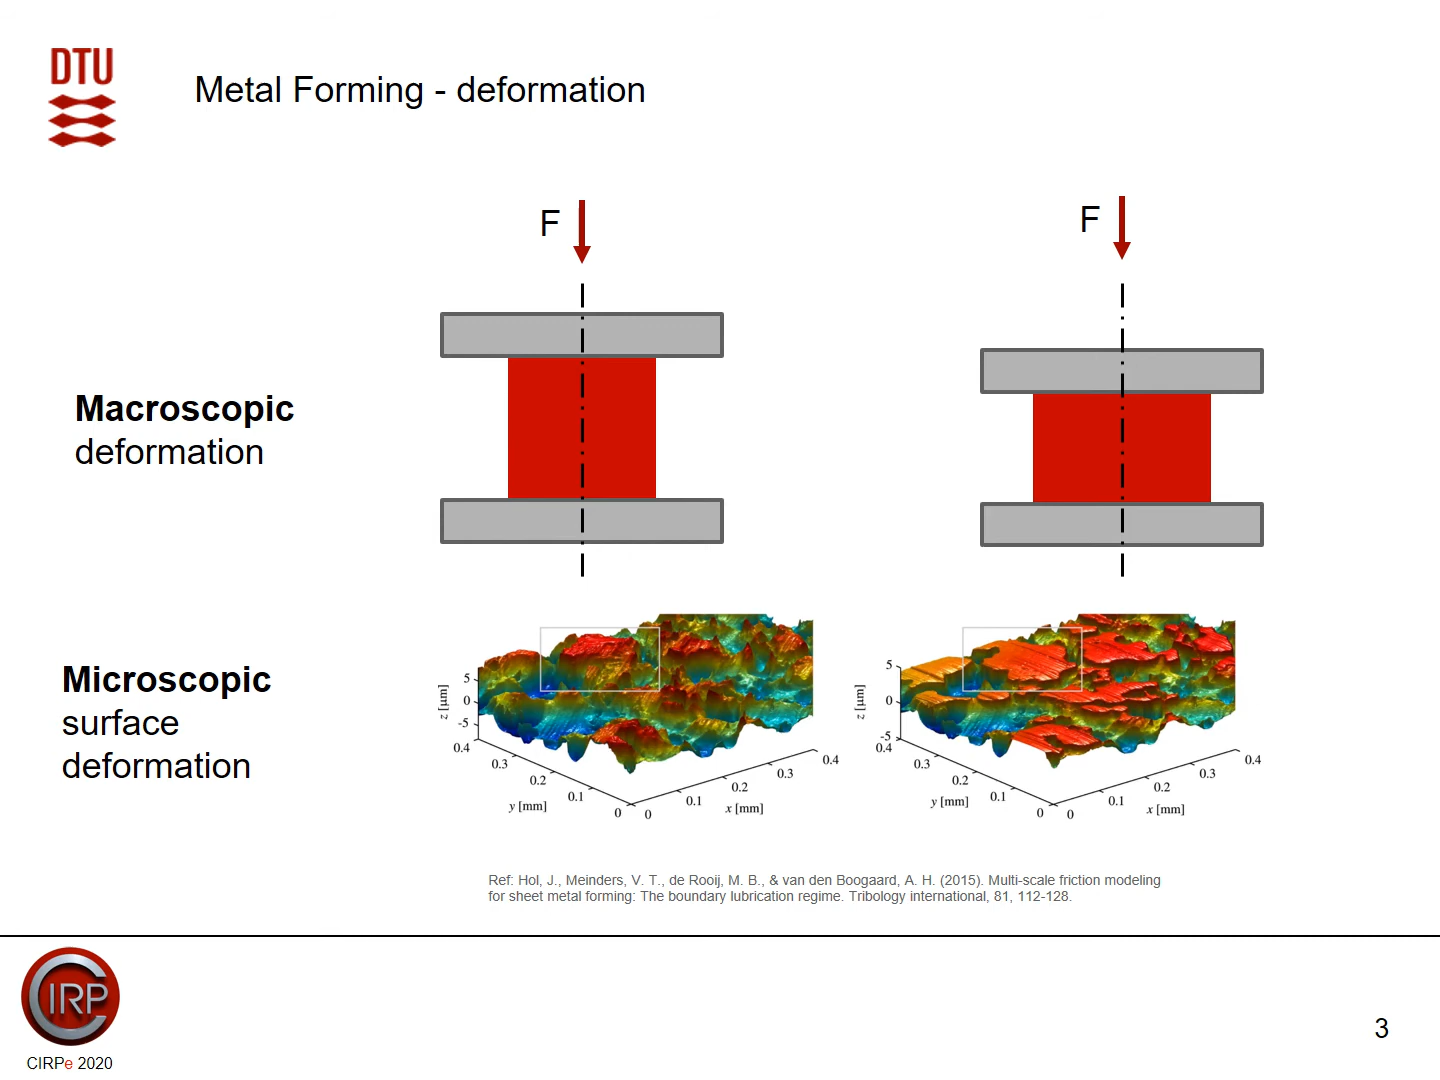 DTU
Metal Forming - deformation
F
F
Macroscopic
deformation
Microscopic
surface
deformation
z [µm]
5
0
-5
0.4
0.3
0.2
0.1
0
y [mm]
0
0.1
0.2
0.3
0.4
x [mm]
z [µm]
5
0
-5
0.4
0.3
0.2
0.1
0
y [mm]
0
0.1
0.2
0.3
0.4
x [mm]
Ref: Hol, J., Meinders, V. T., de Rooij, M. B., & van den Boogaard, A. H. (2015). Multi-scale friction modeling
for sheet metal forming: The boundary lubrication regime. Tribology international, 81, 112-128.
CIRP
CIRPe 2020
3